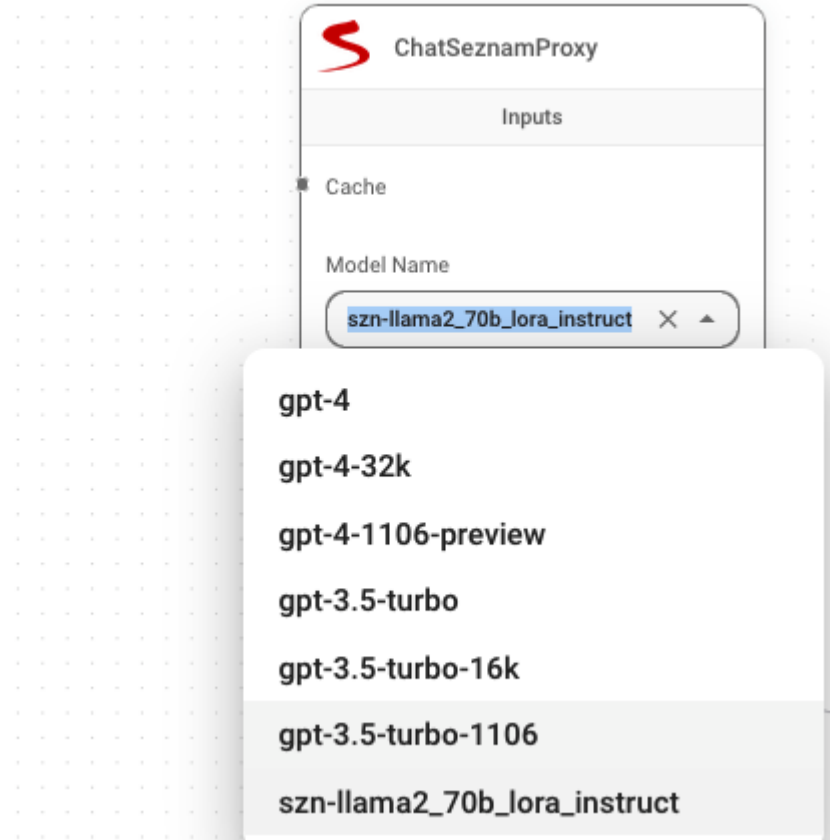 ChatSeznamProxy
Inputs
Cache
Model Name
szn-llama2_70b_lora_instruct
gpt-4
gpt-4-32k
gpt-4-1106-preview
gpt-3.5-turbo
gpt-3.5-turbo-16k
gpt-3.5-turbo-1106
szn-llama2_70b_lora_instruct